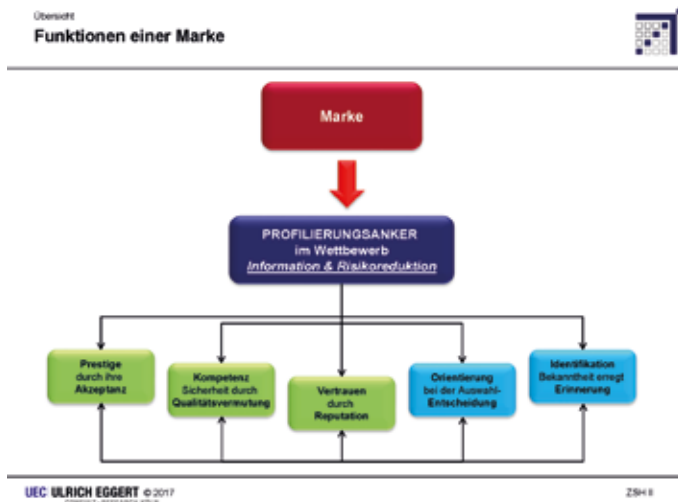 Übersicht
Funktionen einer Marke
Marke
PROFILIERUNGSANKER
im Wettbewerb
Information & Risikoreduktion
Prestige
durch ihre
Akzeptanz
Kompetenz
Sicherheit durch
Qualitätsvermutung
Vertrauen
durch
Reputation
Orientierung
bei der Auswahl-
Entscheidung
Identifikation
Bekanntheit erregt
Erinnerung
UEC ULRICH EGGERT © 2017
ZSH II